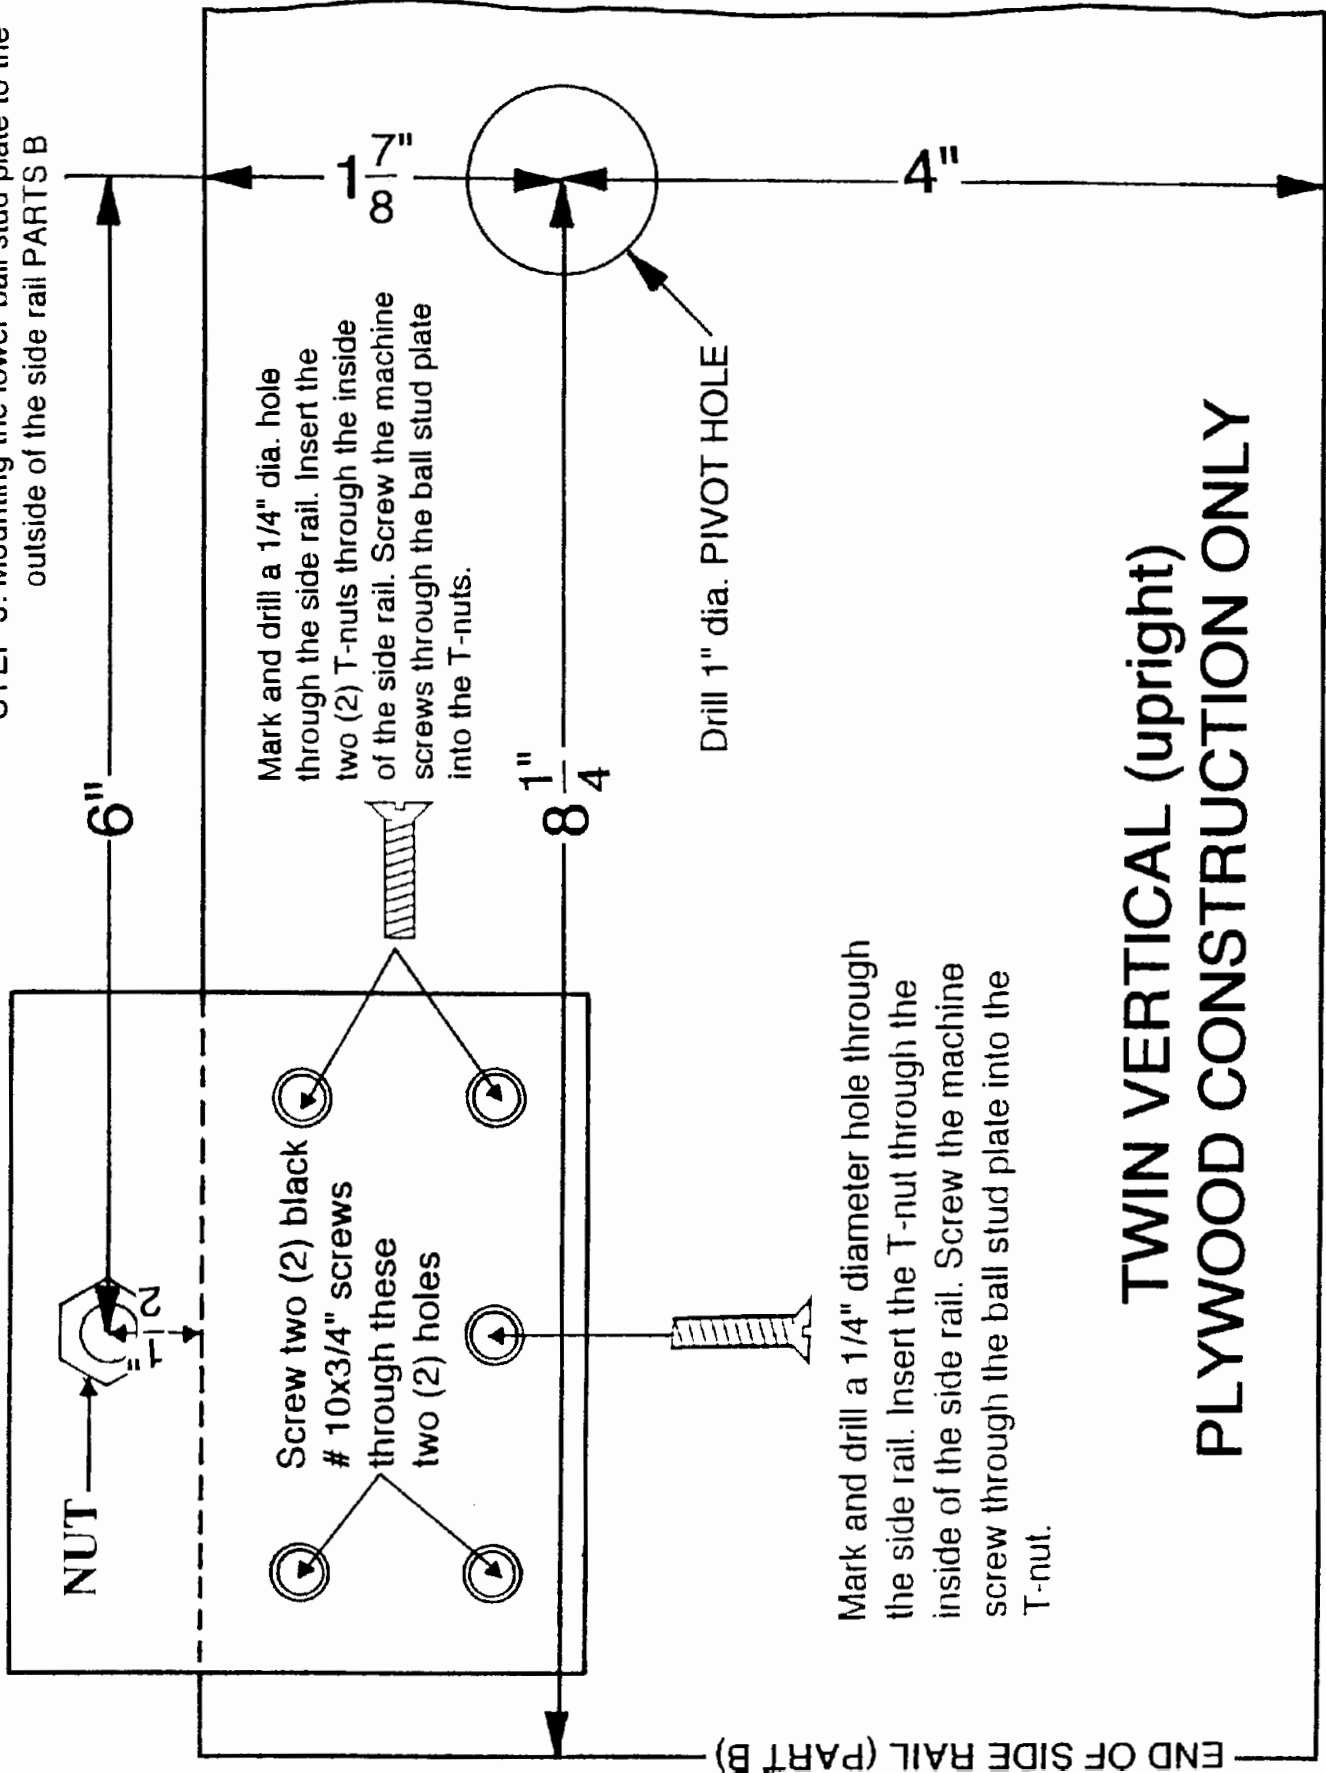 Mounting the lower ball stud plate to the
outside of the side rail PARTS B
6"
1 7/8"
4"
8 1/4"
1/2"
NUT
Mark and drill a 1/4" dia. hole
through the side rail. Insert the
two (2) T-nuts through the inside
of the side rail. Screw the machine
screws through the ball stud plate
into the T-nuts.
Screw two (2) black
# 10x3/4" screws
through these
two (2) holes
Drill 1" dia. PIVOT HOLE
Mark and drill a 1/4" diameter hole through
the side rail. Insert the T-nut through the
inside of the side rail. Screw the machine
screw through the ball stud plate into the
T-nut.
TWIN VERTICAL (upright)
PLYWOOD CONSTRUCTION ONLY
END OF SIDE RAIL (PART B)